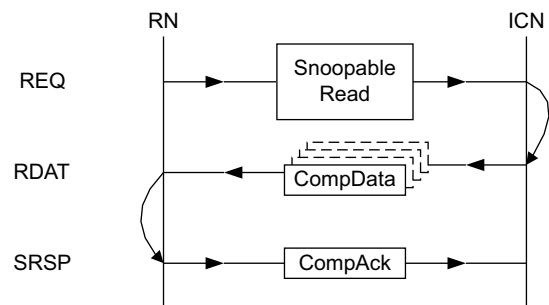 RN ICN
REQ
Snoopable
Read
RDAT
CompData
SRSP
CompAck